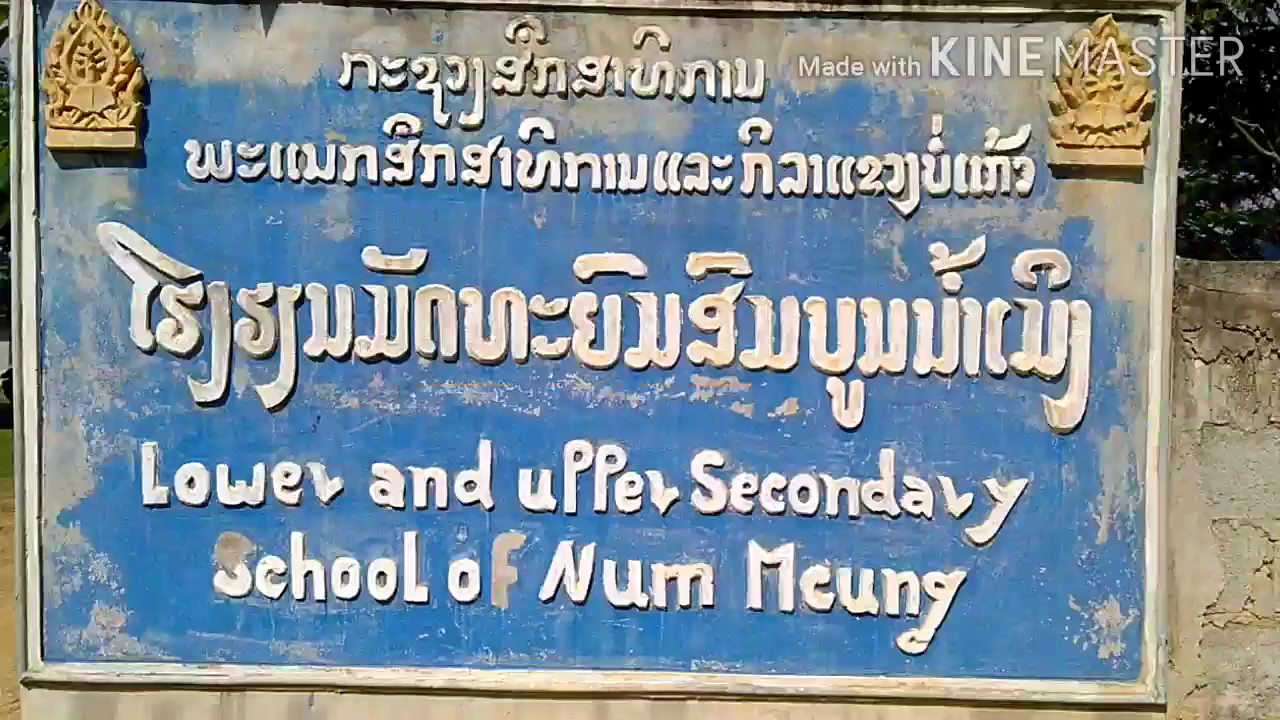 ກະຊວງສຶກສາທິການ
Made with KINEMASTER
ພະແນກສຶກສາທິການແລະກິລາແຂວງບໍ່ແກ້ວ
ໂຮງຮຽນມັດທະຍົມສົມບູນນ້ຳເມິງ
Lower and upper Secondary
School of Num Meung